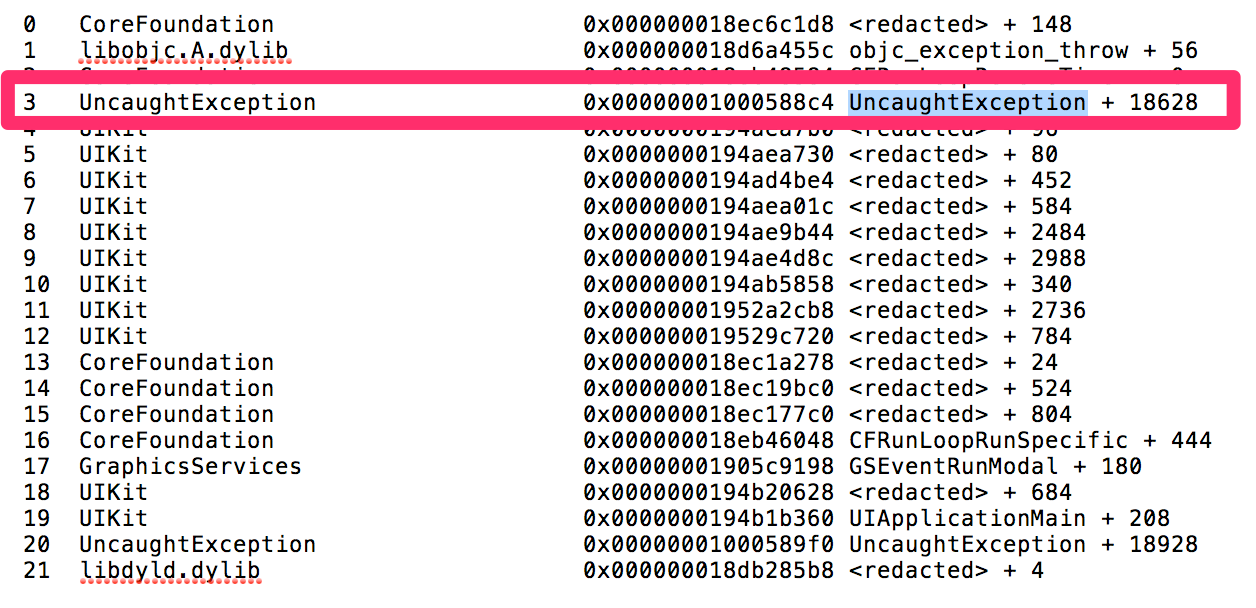 0 CoreFoundation 0x000000018ec6c1d8 <redacted> + 148
1 libobjc.A.dylib 0x000000018d6a455c objc_exception_throw + 56
3 UncaughtException 0x00000001000588c4 UncaughtException + 18628
4 UIKit
5 UIKit 0x0000000194aea730 <redacted> + 80
6 UIKit 0x0000000194ad4be4 <redacted> + 452
7 UIKit 0x0000000194aea01c <redacted> + 584
8 UIKit 0x0000000194ae9b44 <redacted> + 2484
9 UIKit 0x0000000194ae4d8c <redacted> + 2988
10 UIKit 0x0000000194ab5858 <redacted> + 340
11 UIKit 0x00000001952a2cb8 <redacted> + 2736
12 UIKit 0x000000019529c720 <redacted> + 784
13 CoreFoundation 0x000000018ec1a278 <redacted> + 24
14 CoreFoundation 0x000000018ec19bc0 <redacted> + 524
15 CoreFoundation 0x000000018ec177c0 <redacted> + 804
16 CoreFoundation 0x000000018eb46048 CFRunLoopRunSpecific + 444
17 GraphicsServices 0x00000001905c9198 GSEventRunModal + 180
18 UIKit 0x0000000194b20628 <redacted> + 684
19 UIKit 0x0000000194b1b360 UIApplicationMain + 208
20 UncaughtException 0x00000001000589f0 UncaughtException + 18928
21 libdyld.dylib 0x000000018db285b8 <redacted> + 4